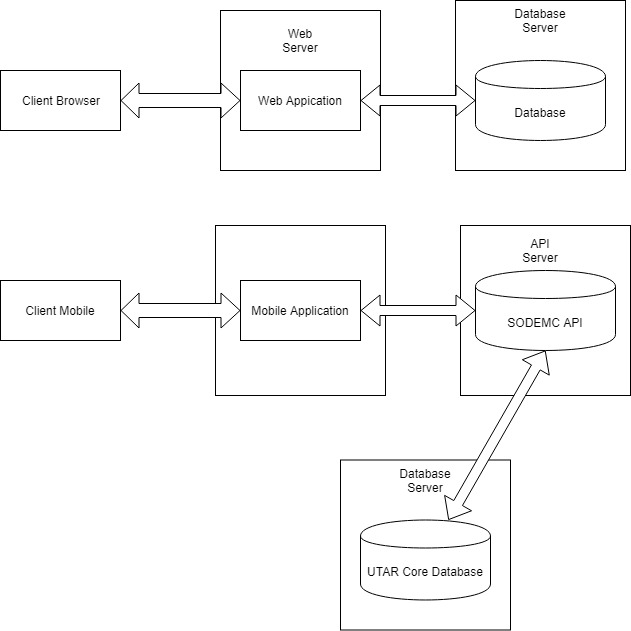 Web
Server
Database
Server
Client Browser
Web Appication
Database
API
Server
Client Mobile
Mobile Application
SODEMC API
Database
Server
UTAR Core Database